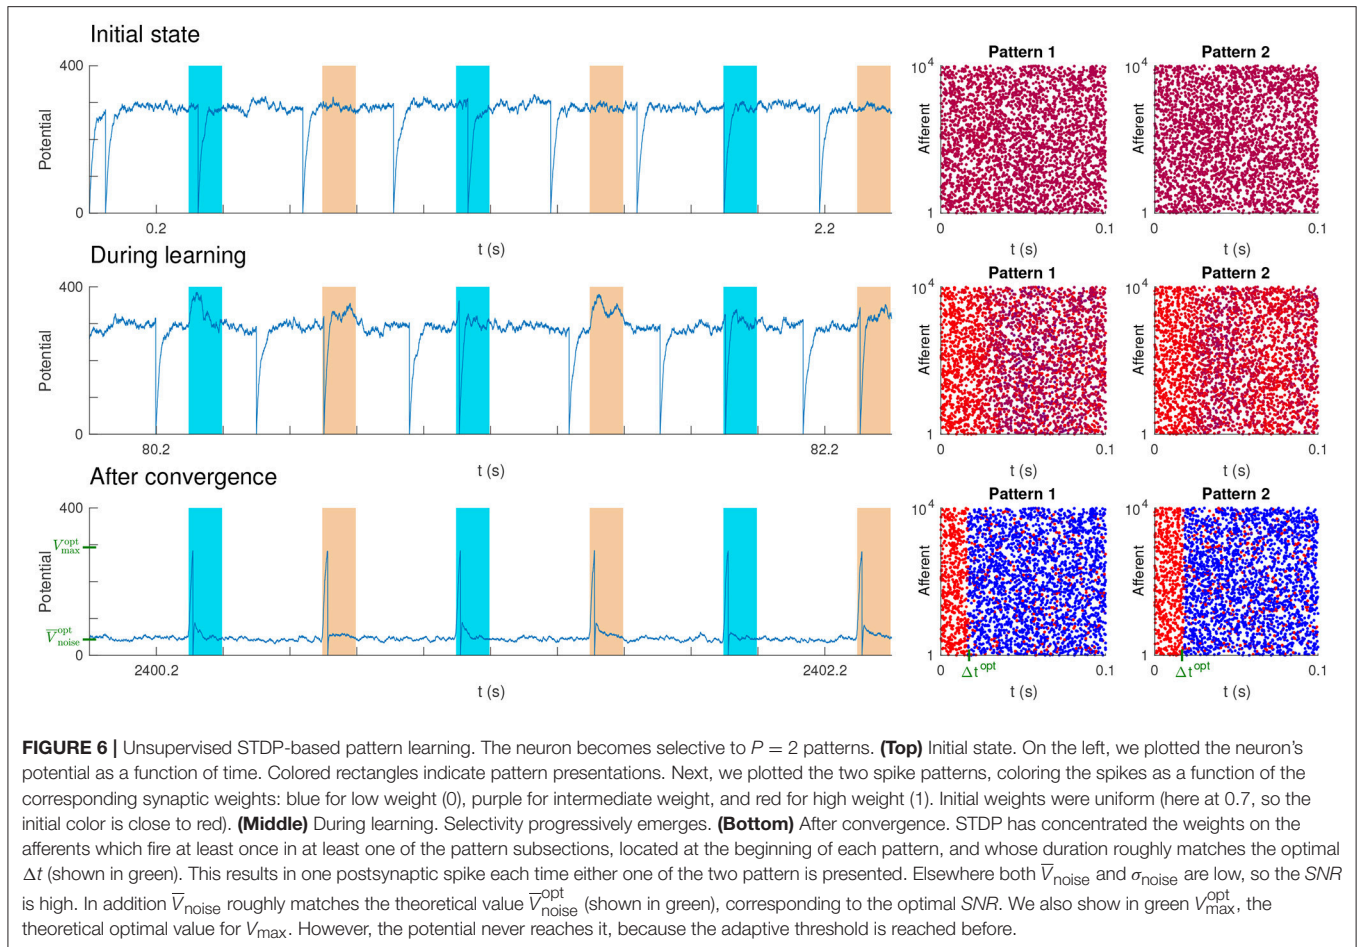 Initial state
400
Potential
0
0.2
2.2
t (s)
Pattern 1
10^4
Afferent
1
0
0.1
t (s)
Pattern 2
10^4
Afferent
1
0
0.1
t (s)
During learning
400
Potential
0
80.2
82.2
t (s)
Pattern 1
10^4
Afferent
1
0
0.1
t (s)
Pattern 2
10^4
Afferent
1
0
0.1
t (s)
After convergence
400
V_max^opt
Potential
V̅_noise^opt
0
2400.2
2402.2
t (s)
Pattern 1
10^4
Afferent
1
0
Δt^opt
0.1
t (s)
Pattern 2
10^4
Afferent
1
0
Δt^opt
0.1
t (s)
FIGURE 6 | Unsupervised STDP-based pattern learning. The neuron becomes selective to P = 2 patterns. (Top) Initial state. On the left, we plotted the neuron’s
potential as a function of time. Colored rectangles indicate pattern presentations. Next, we plotted the two spike patterns, coloring the spikes as a function of the
corresponding synaptic weights: blue for low weight (0), purple for intermediate weight, and red for high weight (1). Initial weights were uniform (here at 0.7, so the
initial color is close to red). (Middle) During learning. Selectivity progressively emerges. (Bottom) After convergence. STDP has concentrated the weights on the
afferents which fire at least once in at least one of the pattern subsections, located at the beginning of each pattern, and whose duration roughly matches the optimal
Δt (shown in green). This results in one postsynaptic spike each time either one of the two pattern is presented. Elsewhere both V̅_noise and σ_noise are low, so the SNR
is high. In addition V̅_noise roughly matches the theoretical value V̅_noise^opt (shown in green), corresponding to the optimal SNR. We also show in green V_max^opt, the
theoretical optimal value for V_max. However, the potential never reaches it, because the adaptive threshold is reached before.